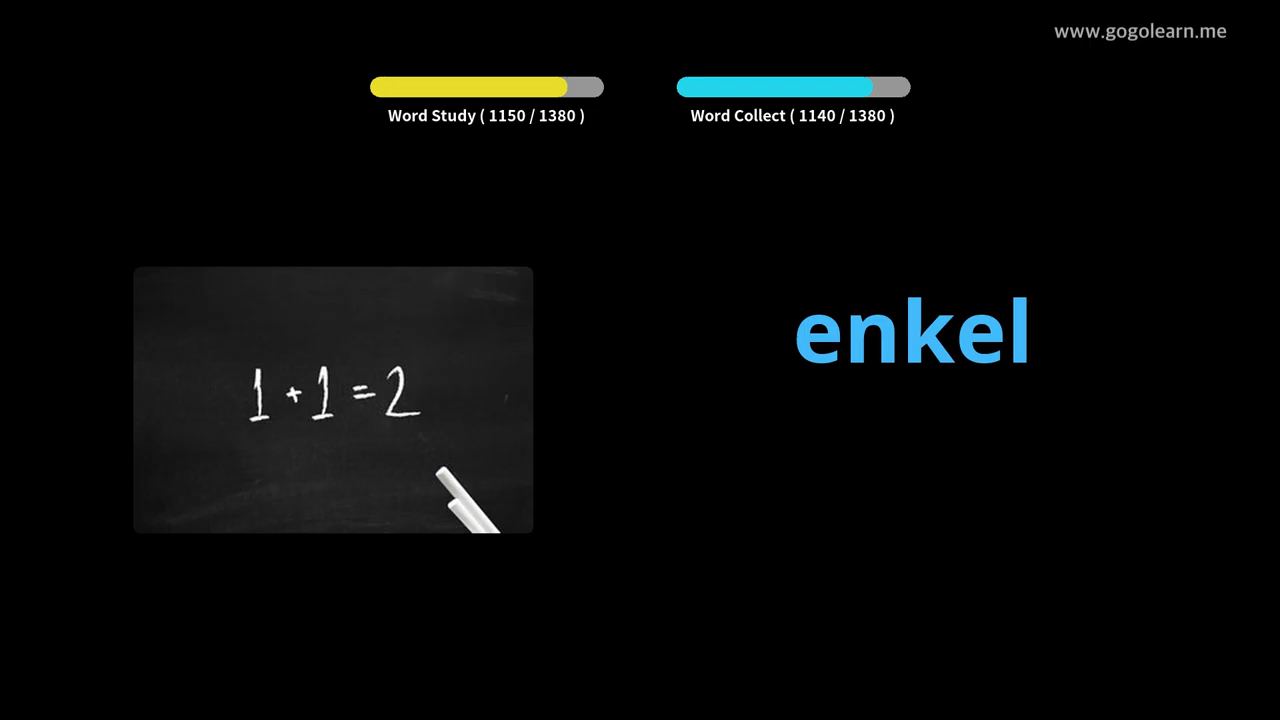 www.gogolearn.me
Word Study ( 1150 / 1380 )
Word Collect ( 1140 / 1380 )
enkel
1 + 1 = 2